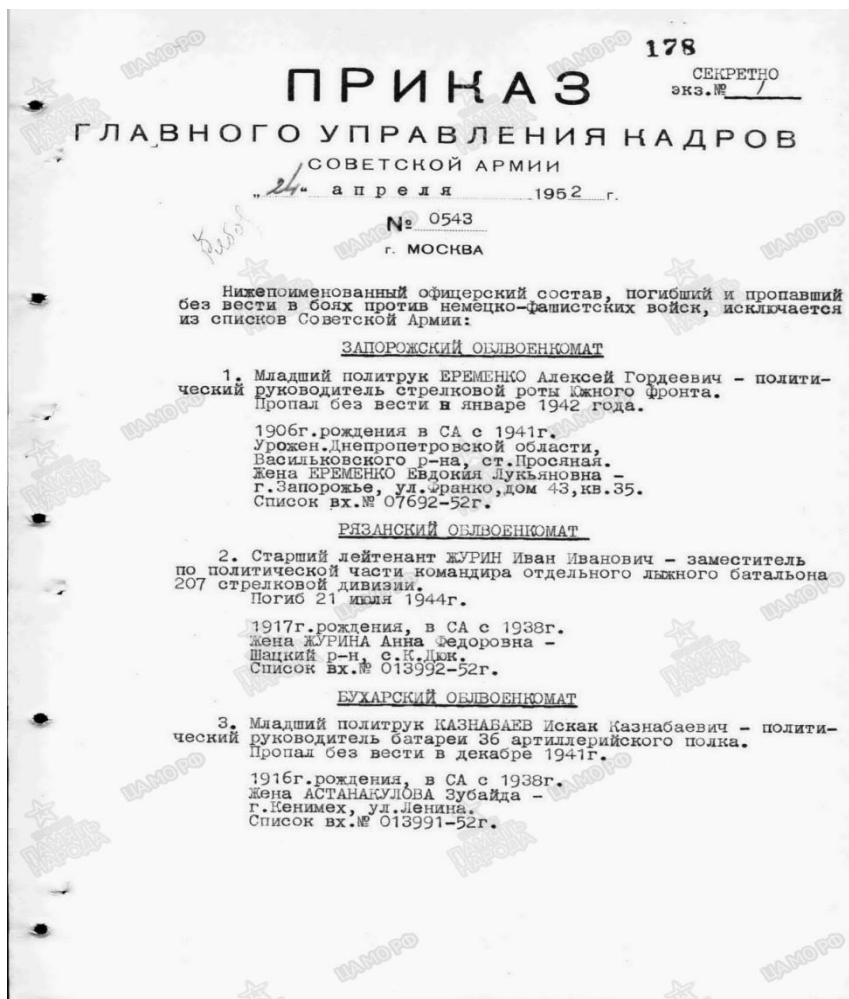 178
СЕКРЕТНО
экз.№ 1
ПРИКАЗ
ГЛАВНОГО УПРАВЛЕНИЯ КАДРОВ
СОВЕТСКОЙ АРМИИ
„24“ апреля 1952 г.
№ 0543
г. МОСКВА
Нижепоименованный офицерский состав, погибший и пропавший
без вести в боях против немецко-фашистских войск, исключается
из списков Советской Армии:
ЗАПОРОЖСКИЙ ОБЛВОЕНКОМАТ
1. Младший политрук ЕРЕМЕНКО Алексей Гордеевич – полити-
ческий руководитель стрелковой роты Южного фронта.
Пропал без вести в январе 1942 года.
1906г.рождения в СА с 1941г.
Урожен.Днепропетровской области,
Васильковского р-на, ст.Просяная.
Жена ЕРЕМЕНКО Евдокия Лукьяновна –
г.Запорожье, ул.Франко,дом 43,кв.35.
Список вх.№ 07692-52г.
РЯЗАНСКИЙ ОБЛВОЕНКОМАТ
2. Старший лейтенант ЖУРИН Иван Иванович – заместитель
по политической части командира отдельного лыжного батальона
207 стрелковой дивизии.
Погиб 21 июля 1944г.
1917г.рождения, в СА с 1938г.
Жена ЖУРИНА Анна Федоровна –
Шацкий р-н, с.К.Дюк.
Список вх.№ 013992-52г.
БУХАРСКИЙ ОБЛВОЕНКОМАТ
3. Младший политрук КАЗНАБАЕВ Искак Казнабаевич – полити-
ческий руководитель батареи 36 артиллерийского полка.
Пропал без вести в декабре 1941г.
1916г.рождения, в СА с 1938г.
Жена АСТАНАКУЛОВА Зубайда –
г.Кенимех, ул.Ленина.
Список вх.№ 013991-52г.
ЦАМО РФ
ПАМЯТЬ НАРОДА